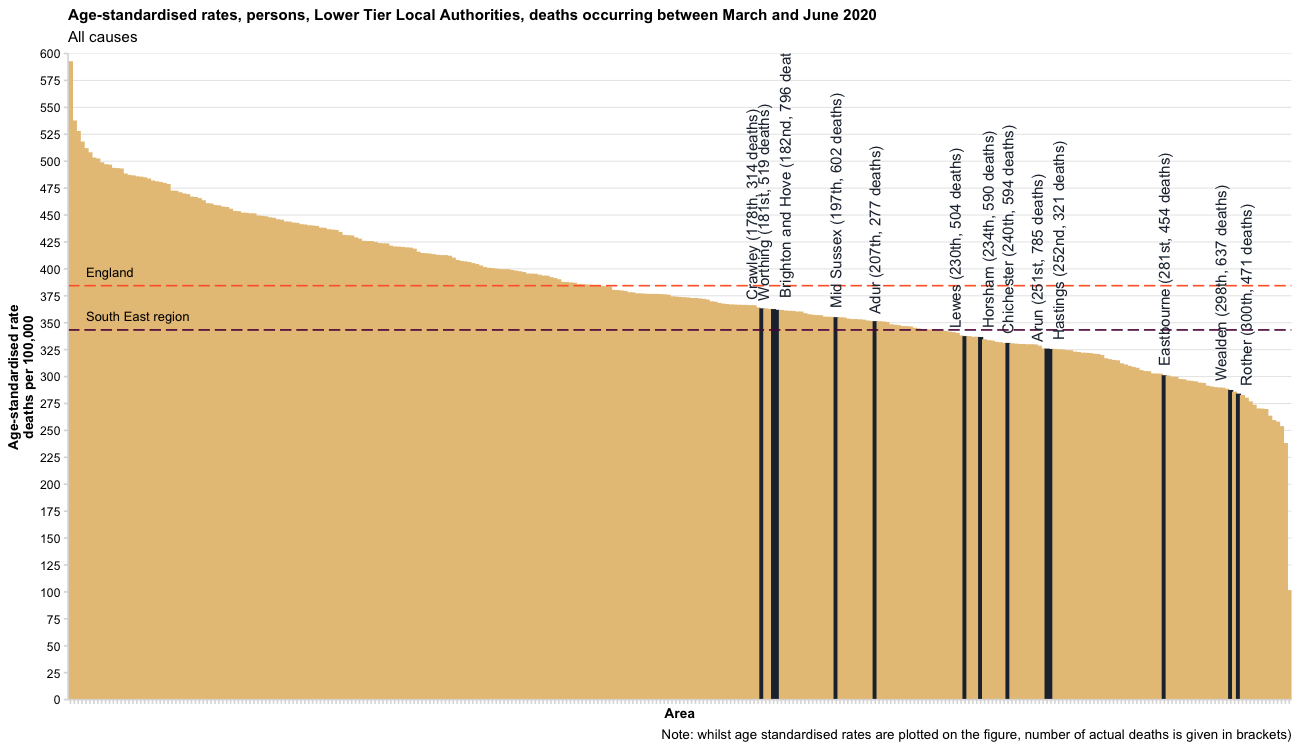 Age-standardised rates, persons, Lower Tier Local Authorities, deaths occurring between March and June 2020
All causes
600
575
550
525
500
475
450
425
400
375
350
325
300
275
250
225
200
175
150
125
100
75
50
25
0
Age-standardised rate
deaths per 100,000
England
South East region
Crawley (178th, 314 deaths)
Worthing (181st, 519 deaths)
Brighton and Hove (182nd, 796 deat
Mid Sussex (197th, 602 deaths)
Adur (207th, 277 deaths)
Lewes (230th, 504 deaths)
Horsham (234th, 590 deaths)
Chichester (240th, 594 deaths)
Arun (251st, 785 deaths)
Hastings (252nd, 321 deaths)
Eastbourne (281st, 454 deaths)
Wealden (298th, 637 deaths)
Rother (300th, 471 deaths)
Area
Note: whilst age standardised rates are plotted on the figure, number of actual deaths is given in brackets)